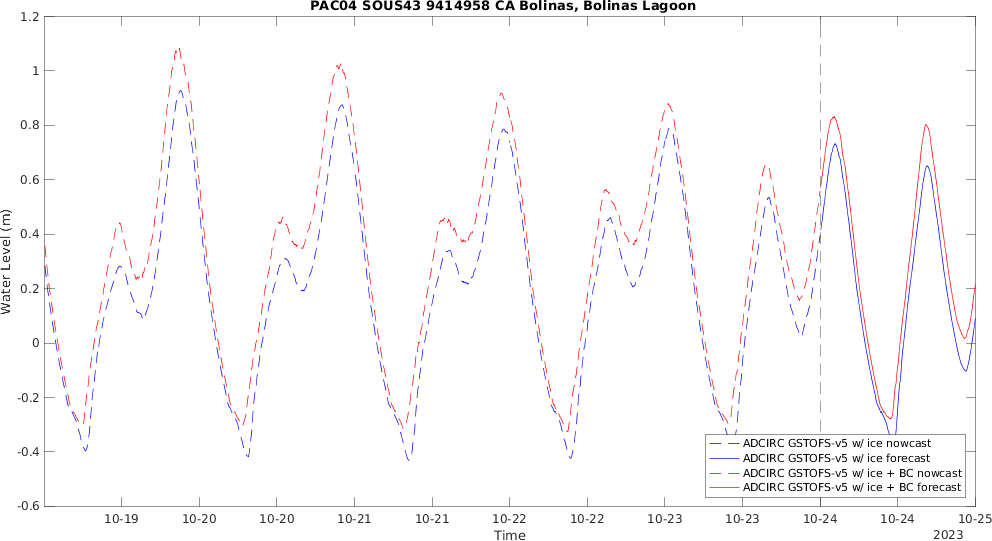 PAC04 SOUS43 9414958 CA Bolinas, Bolinas Lagoon
1.2
1
0.8
0.6
0.4
0.2
0
-0.2
-0.4
-0.6
Water Level (m)
ADCIRC GSTOFS-v5 w/ ice nowcast
ADCIRC GSTOFS-v5 w/ ice forecast
ADCIRC GSTOFS-v5 w/ ice + BC nowcast
ADCIRC GSTOFS-v5 w/ ice + BC forecast
10-19 10-20 10-20 10-21 10-21 10-22 10-22 10-23 10-23 10-24 10-24 10-25
Time
2023